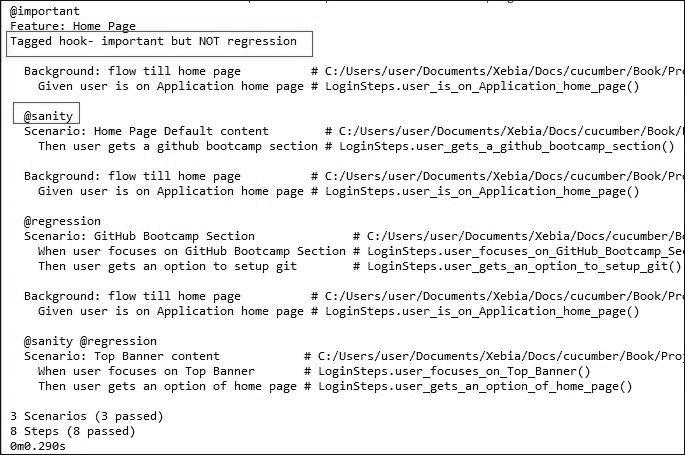 @important
Feature: Home Page
Tagged hook- important but NOT regression
Background: flow till home page # C:/Users/user/Documents/Xebia/Docs/cucumber/Book/Pro
Given user is on Application home page # LoginSteps.user_is_on_Application_home_page()
@sanity
Scenario: Home Page Default content # C:/Users/user/Documents/Xebia/Docs/cucumber/Book/
Then user gets a github bootcamp section # LoginSteps.user_gets_a_github_bootcamp_section()
Background: flow till home page # C:/Users/user/Documents/Xebia/Docs/cucumber/Book/Pro
Given user is on Application home page # LoginSteps.user_is_on_Application_home_page()
@regression
Scenario: GitHub Bootcamp Section # C:/Users/user/Documents/Xebia/Docs/cucumber/Bo
When user focuses on GitHub Bootcamp Section # LoginSteps.user_focuses_on_GitHub_Bootcamp_Sec
Then user gets an option to setup git # LoginSteps.user_gets_an_option_to_setup_git()
Background: flow till home page # C:/Users/user/Documents/Xebia/Docs/cucumber/Book/Pro
Given user is on Application home page # LoginSteps.user_is_on_Application_home_page()
@sanity @regression
Scenario: Top Banner content # C:/Users/user/Documents/Xebia/Docs/cucumber/Book/Proj
When user focuses on Top Banner # LoginSteps.user_focuses_on_Top_Banner()
Then user gets an option of home page # LoginSteps.user_gets_an_option_of_home_page()
3 Scenarios (3 passed)
8 Steps (8 passed)
0m0.290s